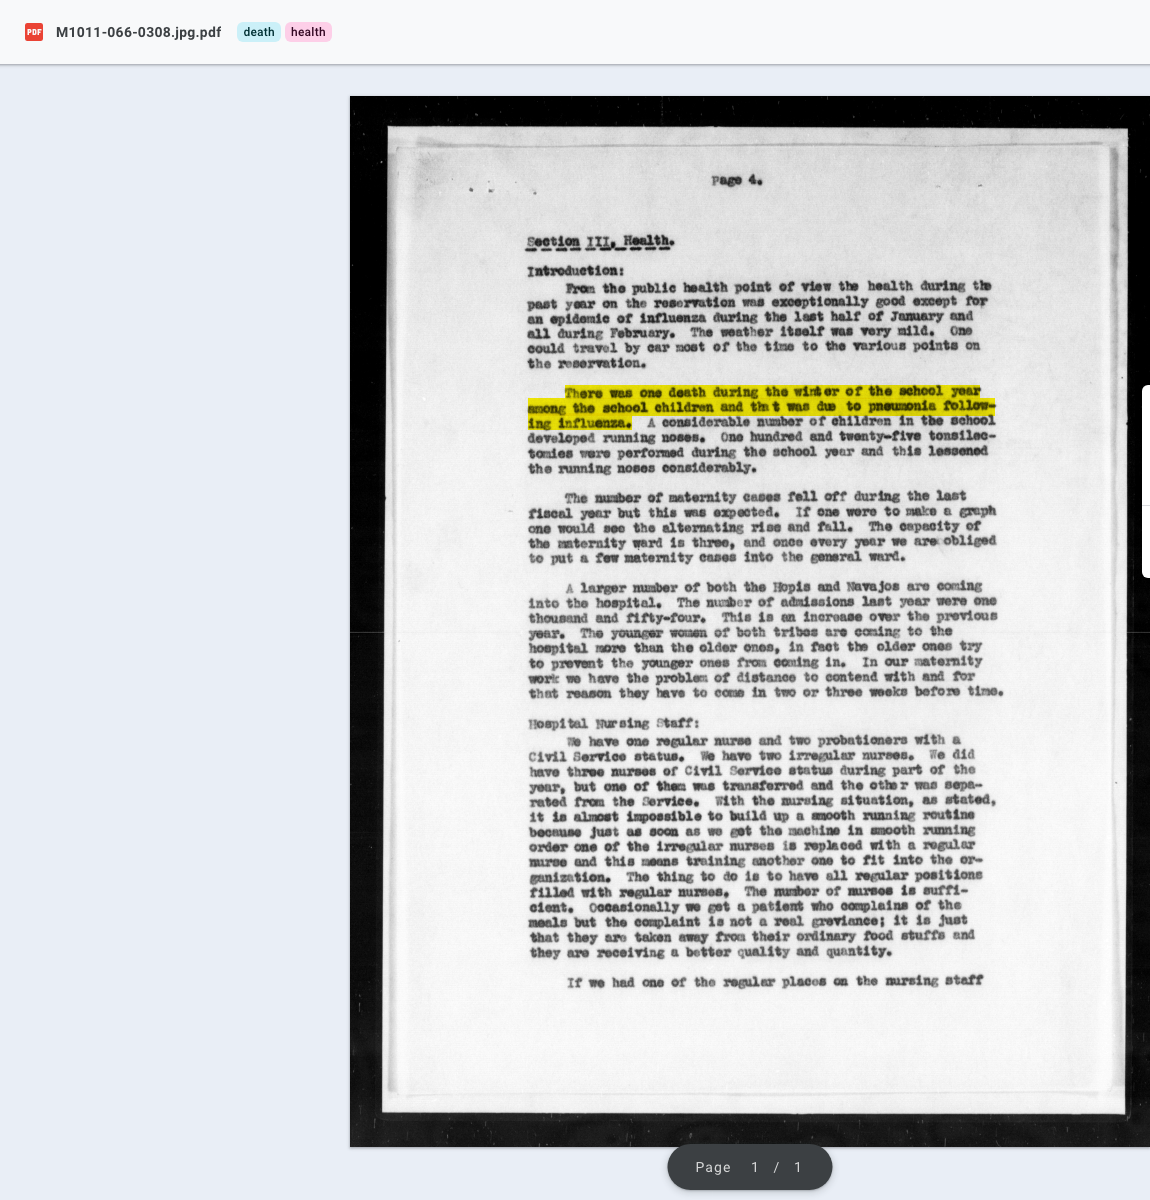 PDF M1011-066-0308.jpg.pdf death health
Page 4.
Section III. Health.
Introduction:
From the public health point of view the health during the
past year on the reservation was exceptionally good except for
an epidemic of influenza during the last half of January and
all during February. The weather itself was very mild. One
could travel by car most of the time to the various points on
the reservation.
There was one death during the winter of the school year
among the school children and that was due to pneumonia follow-
ing influenza. A considerable number of children in the school
developed running noses. One hundred and twenty-five tonsilec-
tomies were performed during the school year and this lessened
the running noses considerably.
The number of maternity cases fell off during the last
fiscal year but this was expected. If one were to make a graph
one would see the alternating rise and fall. The capacity of
the maternity ward is three, and once every year we are obliged
to put a few maternity cases into the general ward.
A larger number of both the Hopis and Navajos are coming
into the hospital. The number of admissions last year were one
thousand and fifty-four. This is an increase over the previous
year. The younger women of both tribes are coming to the
hospital more than the older ones, in fact the older ones try
to prevent the younger ones from coming in. In our maternity
work we have the problem of distance to contend with and for
that reason they have to come in two or three weeks before time.
Hospital Nursing Staff:
We have one regular nurse and two probationers with a
Civil Service status. We have two irregular nurses. We did
have three nurses of Civil Service status during part of the
year, but one of them was transferred and the other was sepa-
rated from the Service. With the nursing situation, as stated,
it is almost impossible to build up a smooth running routine
because just as soon as we get the machine in smooth running
order one of the irregular nurses is replaced with a regular
nurse and this means training another one to fit into the or-
ganization. The thing to do is to have all regular positions
filled with regular nurses. The number of nurses is suffi-
cient. Occasionally we get a patient who complains of the
meals but the complaint is not a real greviance; it is just
that they are taken away from their ordinary food stuffs and
they are receiving a better quality and quantity.
If we had one of the regular places on the nursing staff
Page 1 / 1